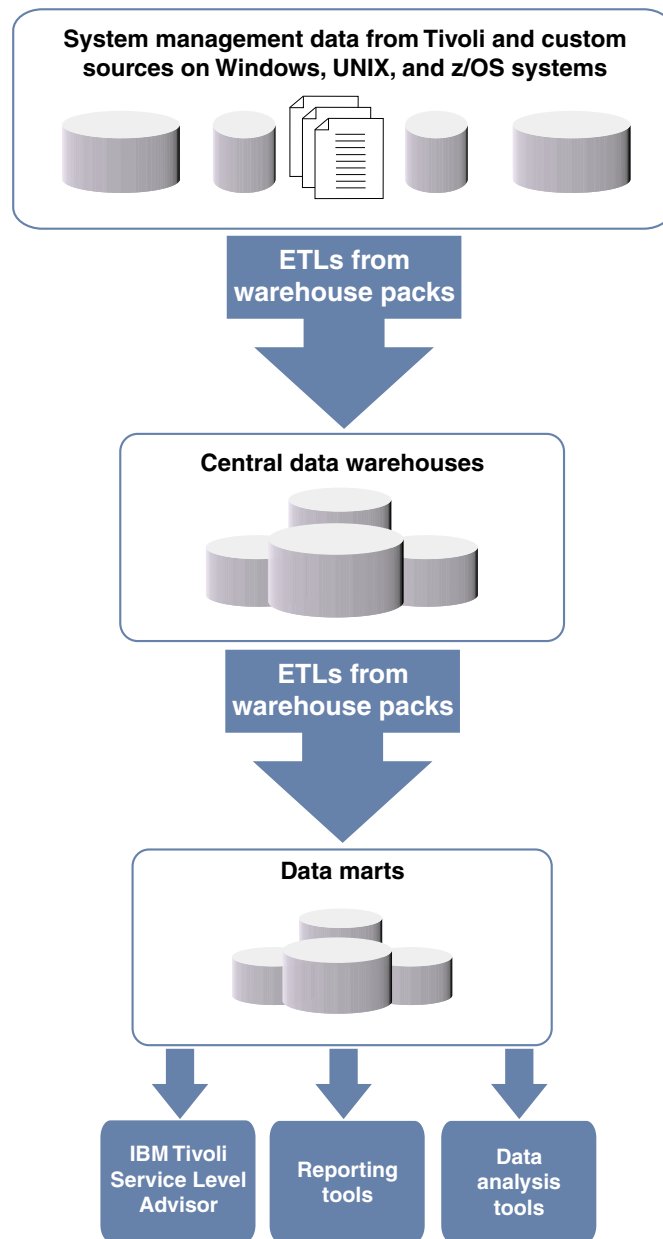 System management data from Tivoli and custom
sources on Windows, UNIX, and z/OS systems
ETLs from
warehouse packs
Central data warehouses
ETLs from
warehouse packs
Data marts
IBM Tivoli
Service Level
Advisor
Reporting
tools
Data
analysis
tools